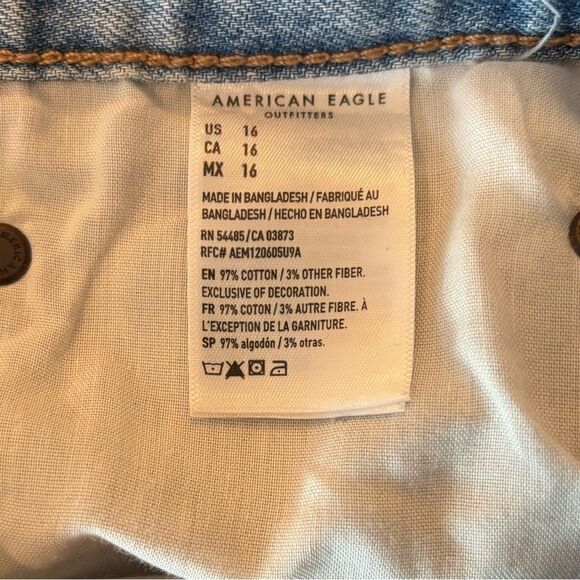 AMERICAN EAGLE
OUTFITTERS
US 16
CA 16
MX 16
MADE IN BANGLADESH / FABRIQUÉ AU
BANGLADESH / HECHO EN BANGLADESH
RN 54485 / CA 03873
RFC# AEM120605U9A
EN 97% COTTON / 3% OTHER FIBER.
EXCLUSIVE OF DECORATION.
FR 97% COTON / 3% AUTRE FIBRE. À
L'EXCEPTION DE LA GARNITURE.
SP 97% algodón / 3% otras.